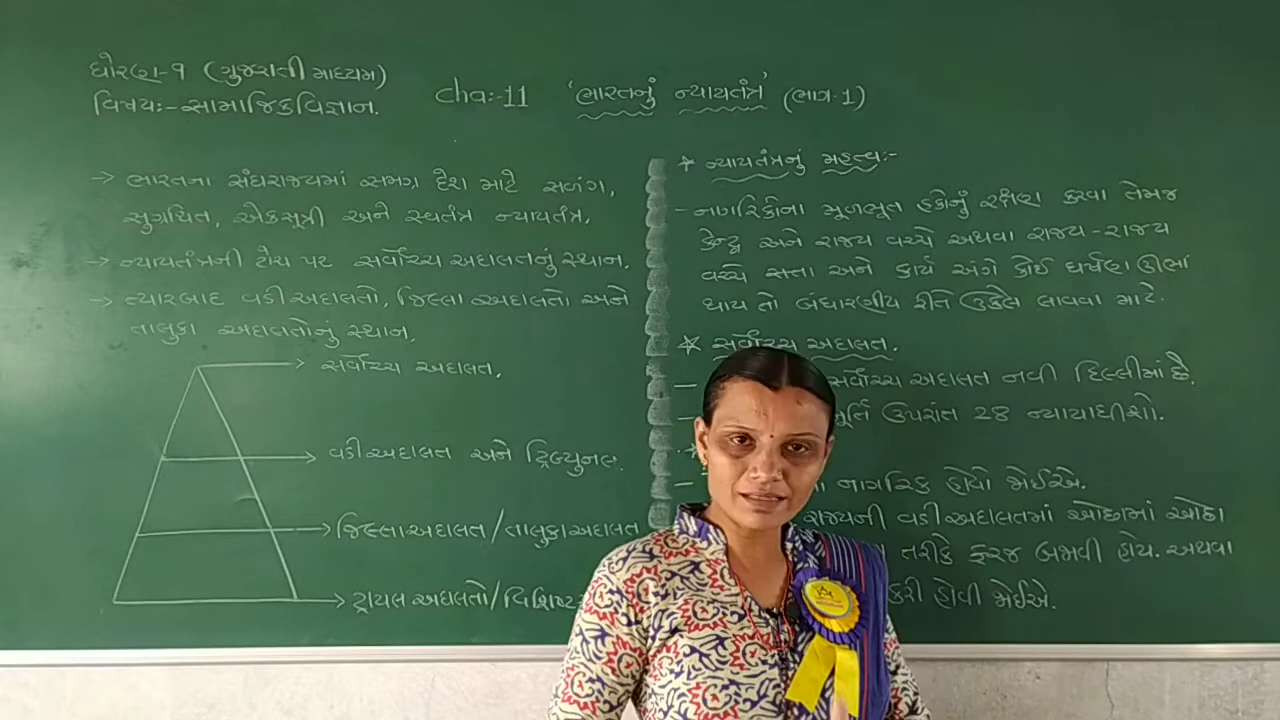 ધોરણ-૧ (ગુજરાતી માધ્યમ)
વિષય:-સામાજિકવિજ્ઞાન.
cha:-11 'ભારતનું ન્યાયતંત્ર' (ભાગ-1)
→ ભારતના સંઘરાજ્યમાં સમગ્ર દેશ માટે સળંગ,
સુગ્રથિત, એકસૂત્રી અને સ્વતંત્ર ન્યાયતંત્ર.
→ ન્યાયતંત્રની ટોચ પર સર્વોચ્ચ અદાલતનું સ્થાન.
→ ત્યારબાદ વડીઅદાલતો, જિલ્લા અદાલતો અને
તાલુકા અદાલતોનું સ્થાન.
→ સર્વોચ્ચ અદાલત.
→ વડીઅદાલત અને ટ્રિબ્યુનલ.
→ જિલ્લાઅદાલત/તાલુકાઅદાલત
→ ટ્રાયલ અદાલતો/વિશિષ્ટ
* ન્યાયતંત્રનું મહત્વ:-
- નાગરિકોના મૂળભૂત હકોનું રક્ષણ કરવા તેમજ
કેન્દ્ર અને રાજ્ય વચ્ચે અથવા રાજ્ય-રાજ્ય
વચ્ચે સત્તા અને કાર્ય અંગે કોઈ ઘર્ષણ ઊભા
થાય તો બંધારણીય રીતે ઉકેલ લાવવા માટે.
* સર્વોચ્ચ અદાલત.
- સર્વોચ્ચ અદાલત નવી દિલ્લીમાં છે.
- મૂર્તિ ઉપરાંત 28 ન્યાયાધીશો.
- નાગરિક હોવો જોઈએ.
રાજ્યની વડીઅદાલતમાં ઓછામાં ઓછા
તરીકે ફરજ બજાવી હોય. અથવા
કરી હોવી જોઈએ.